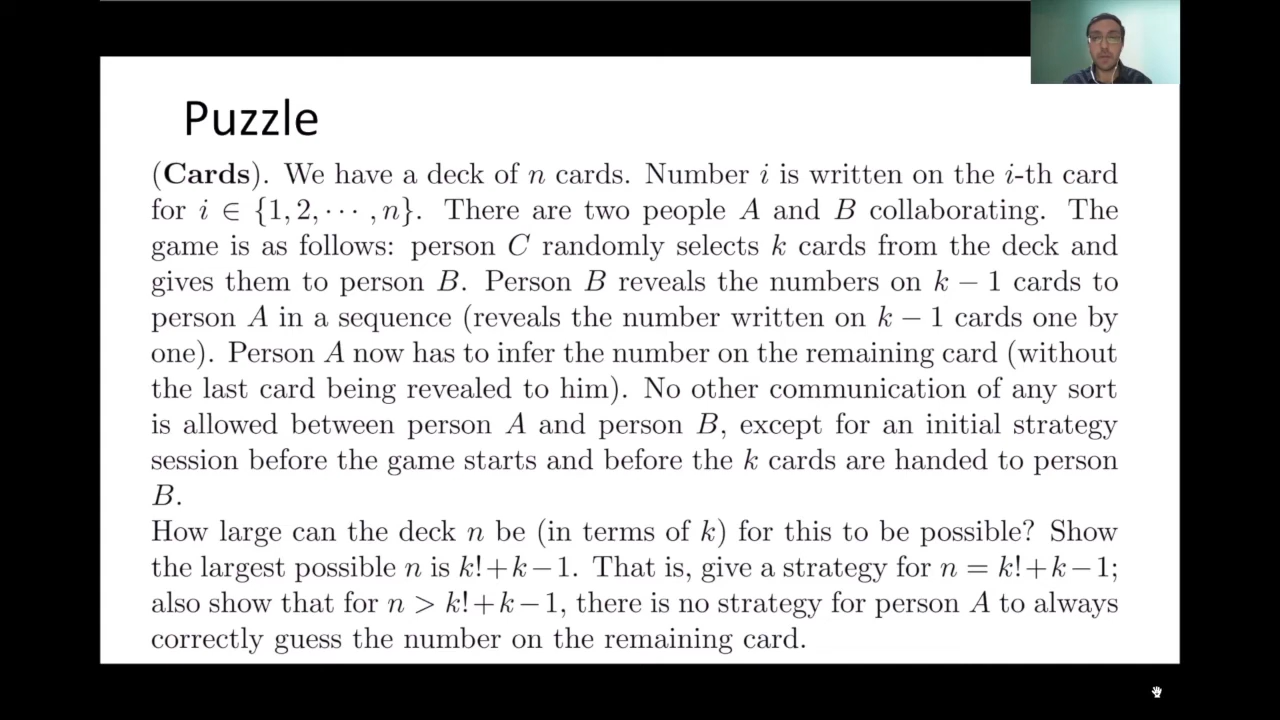 Puzzle
(Cards). We have a deck of n cards. Number i is written on the i-th card
for i ∈ {1, 2, ⋯ , n}. There are two people A and B collaborating. The
game is as follows: person C randomly selects k cards from the deck and
gives them to person B. Person B reveals the numbers on k − 1 cards to
person A in a sequence (reveals the number written on k − 1 cards one by
one). Person A now has to infer the number on the remaining card (without
the last card being revealed to him). No other communication of any sort
is allowed between person A and person B, except for an initial strategy
session before the game starts and before the k cards are handed to person
B.
How large can the deck n be (in terms of k) for this to be possible? Show
the largest possible n is k!+k−1. That is, give a strategy for n = k!+k−1;
also show that for n > k!+k−1, there is no strategy for person A to always
correctly guess the number on the remaining card.